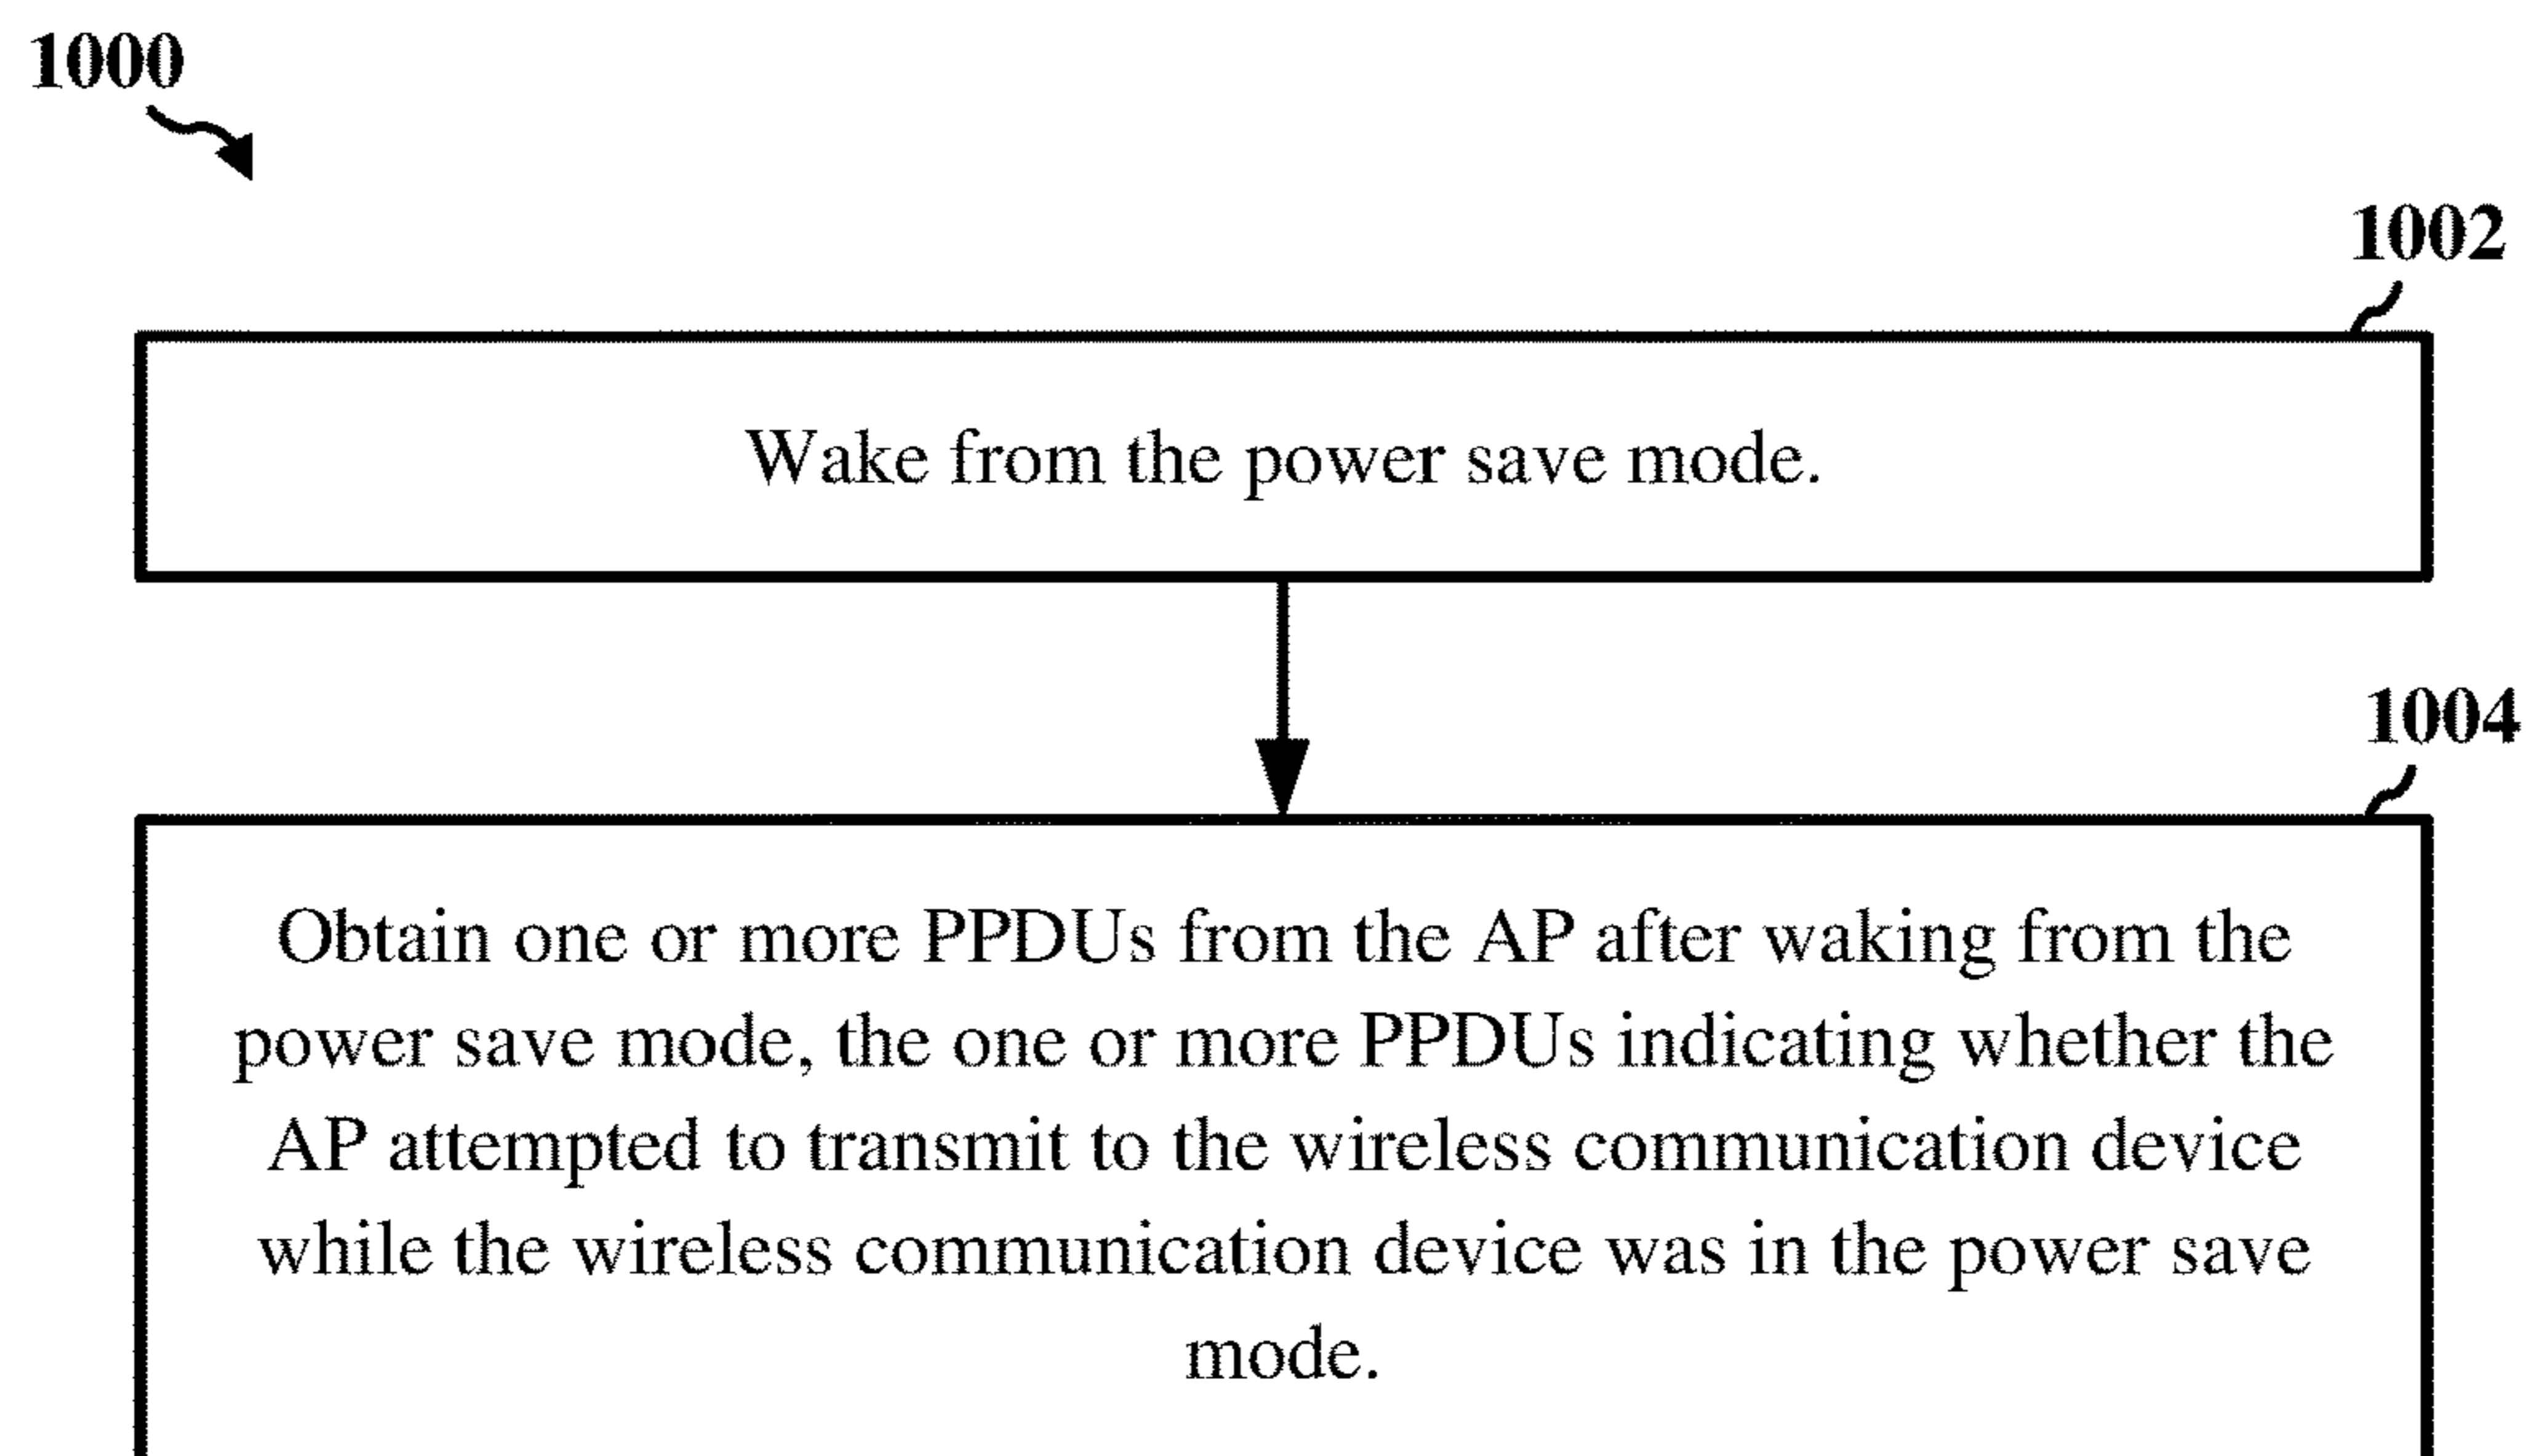 1000
1002
Wake from the power save mode.
1004
Obtain one or more PPDUs from the AP after waking from the
power save mode, the one or more PPDUs indicating whether the
AP attempted to transmit to the wireless communication device
while the wireless communication device was in the power save
mode.